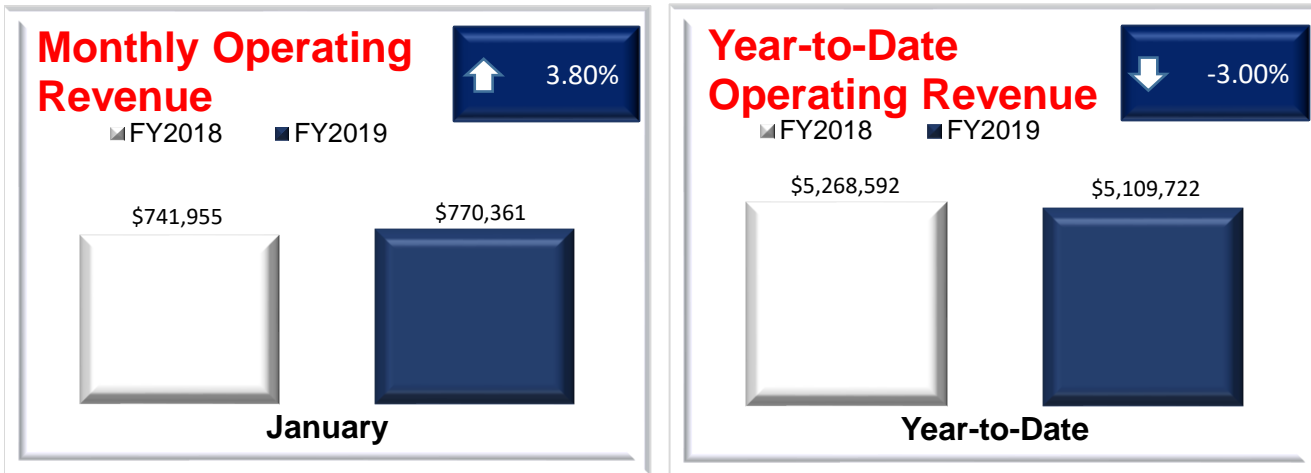 Monthly Operating
Revenue
3.80%
FY2018 FY2019
$741,955
$770,361
January
Year-to-Date
Operating Revenue
-3.00%
FY2018 FY2019
$5,268,592
$5,109,722
Year-to-Date